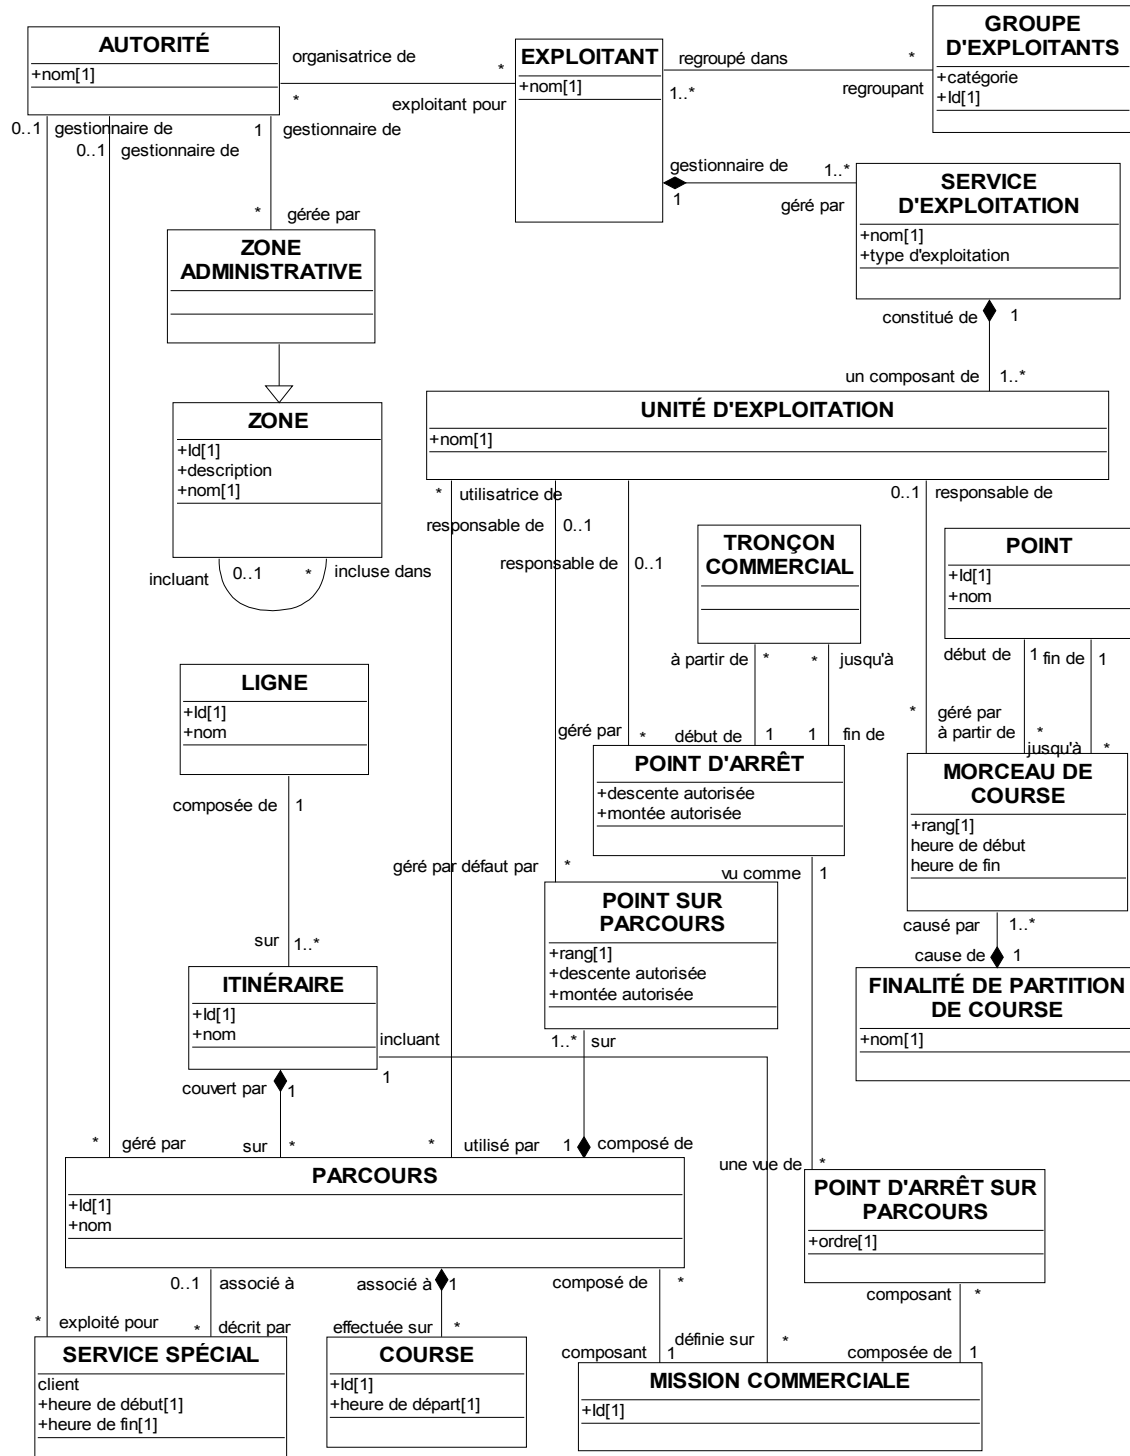 AUTORITÉ
+nom[1]
organisatrice de
*
*
exploitant pour
EXPLOITANT
+nom[1]
regroupé dans
*
1..*
regroupant
GROUPE
D'EXPLOITANTS
+catégorie
+Id[1]
0..1
gestionnaire de
0..1
gestionnaire de
1
gestionnaire de
*
gérée par
gestionnaire de
1
1..*
géré par
SERVICE
D'EXPLOITATION
+nom[1]
+type d'exploitation
ZONE
ADMINISTRATIVE
constitué de
1
un composant de
1..*
ZONE
+Id[1]
+description
+nom[1]
incluant
0..1
*
incluse dans
UNITÉ D'EXPLOITATION
+nom[1]
*
utilisatrice de
responsable de
0..1
responsable de
0..1
0..1
responsable de
TRONÇON
COMMERCIAL
POINT
+Id[1]
+nom
à partir de
*
*
jusqu'à
début de
1
fin de
1
LIGNE
+Id[1]
+nom
géré par
*
début de
1
1
fin de
*
géré par
à partir de
*
jusqu'à
*
POINT D'ARRÊT
+descente autorisée
+montée autorisée
MORCEAU DE
COURSE
+rang[1]
heure de début
heure de fin
composée de
1
géré par défaut par
*
vu comme
1
POINT SUR
PARCOURS
+rang[1]
+descente autorisée
+montée autorisée
causé par
1..*
cause de
1
sur
1..*
ITINÉRAIRE
+Id[1]
+nom
FINALITÉ DE PARTITION
DE COURSE
+nom[1]
incluant
1
1..*
sur
couvert par
1
*
géré par
sur
*
*
utilisé par
1
composé de
une vue de
*
PARCOURS
+Id[1]
+nom
POINT D'ARRÊT SUR
PARCOURS
+ordre[1]
0..1
associé à
associé à
1
composé de
*
composant
*
*
exploité pour
*
décrit par
effectuée sur
*
composant
1
définie sur
*
composée de
1
SERVICE SPÉCIAL
client
+heure de début[1]
+heure de fin[1]
COURSE
+Id[1]
+heure de départ[1]
MISSION COMMERCIALE
+Id[1]